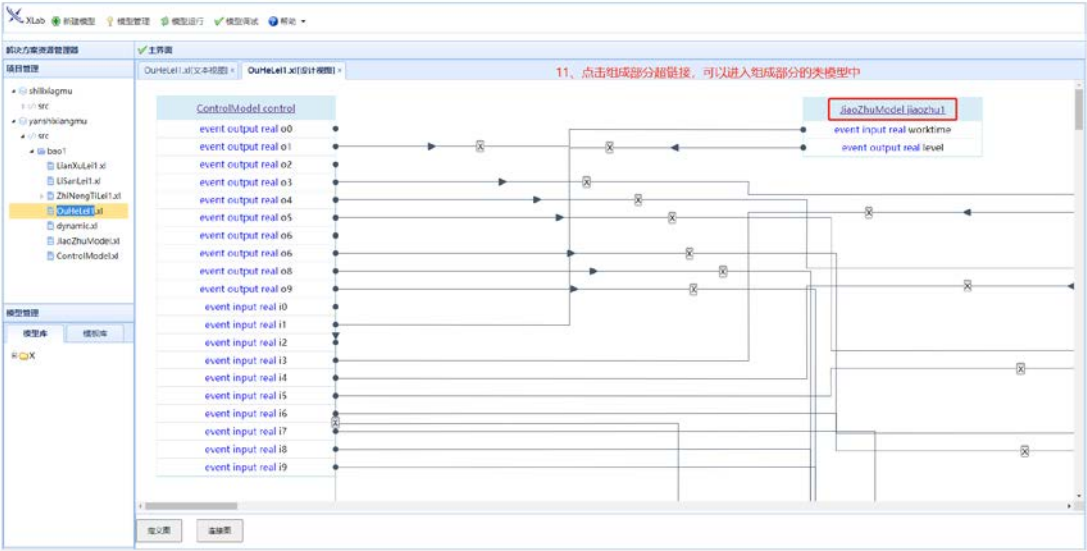 XLab 新建模型 模型管理 模型运行 模型调试 帮助
解决方案资源管理器
主界面
项目管理
OuHeLei1.xl[文本视图] × OuHeLei1.xl[设计视图] ×
11、点击组成部分超链接，可以进入组成部分的类模型中
shilixiagmu
src
yanshixiangmu
src
bao1
LianXuLei1.xl
LiSanLei1.xl
ZhiNengTiLei1.xl
OuHeLei1.xl
dynamic.xl
JiaoZhuModel.xl
ControlModel.xl
模型管理
模型库 模板库
X
ControlModel control
event output real o0
event output real o1
event output real o2
event output real o3
event output real o4
event output real o5
event output real o6
event output real o6
event output real o8
event output real o9
event input real i0
event input real i1
event input real i2
event input real i3
event input real i4
event input real i5
event input real i6
event input real i7
event input real i8
event input real i9
JiaoZhuModel jiaozhu1
event input real worktime
event output real level
X X
X
X
X
X
X
X
X
X
X
X
X
定义图 连接图